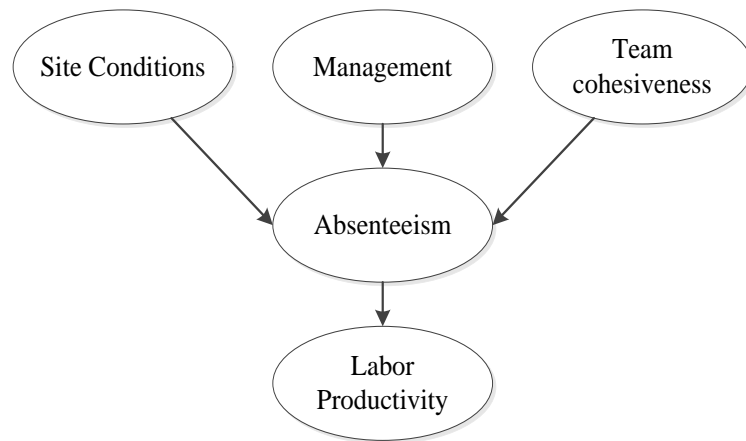 Site Conditions
Management
Team
cohesiveness
Absenteeism
Labor
Productivity